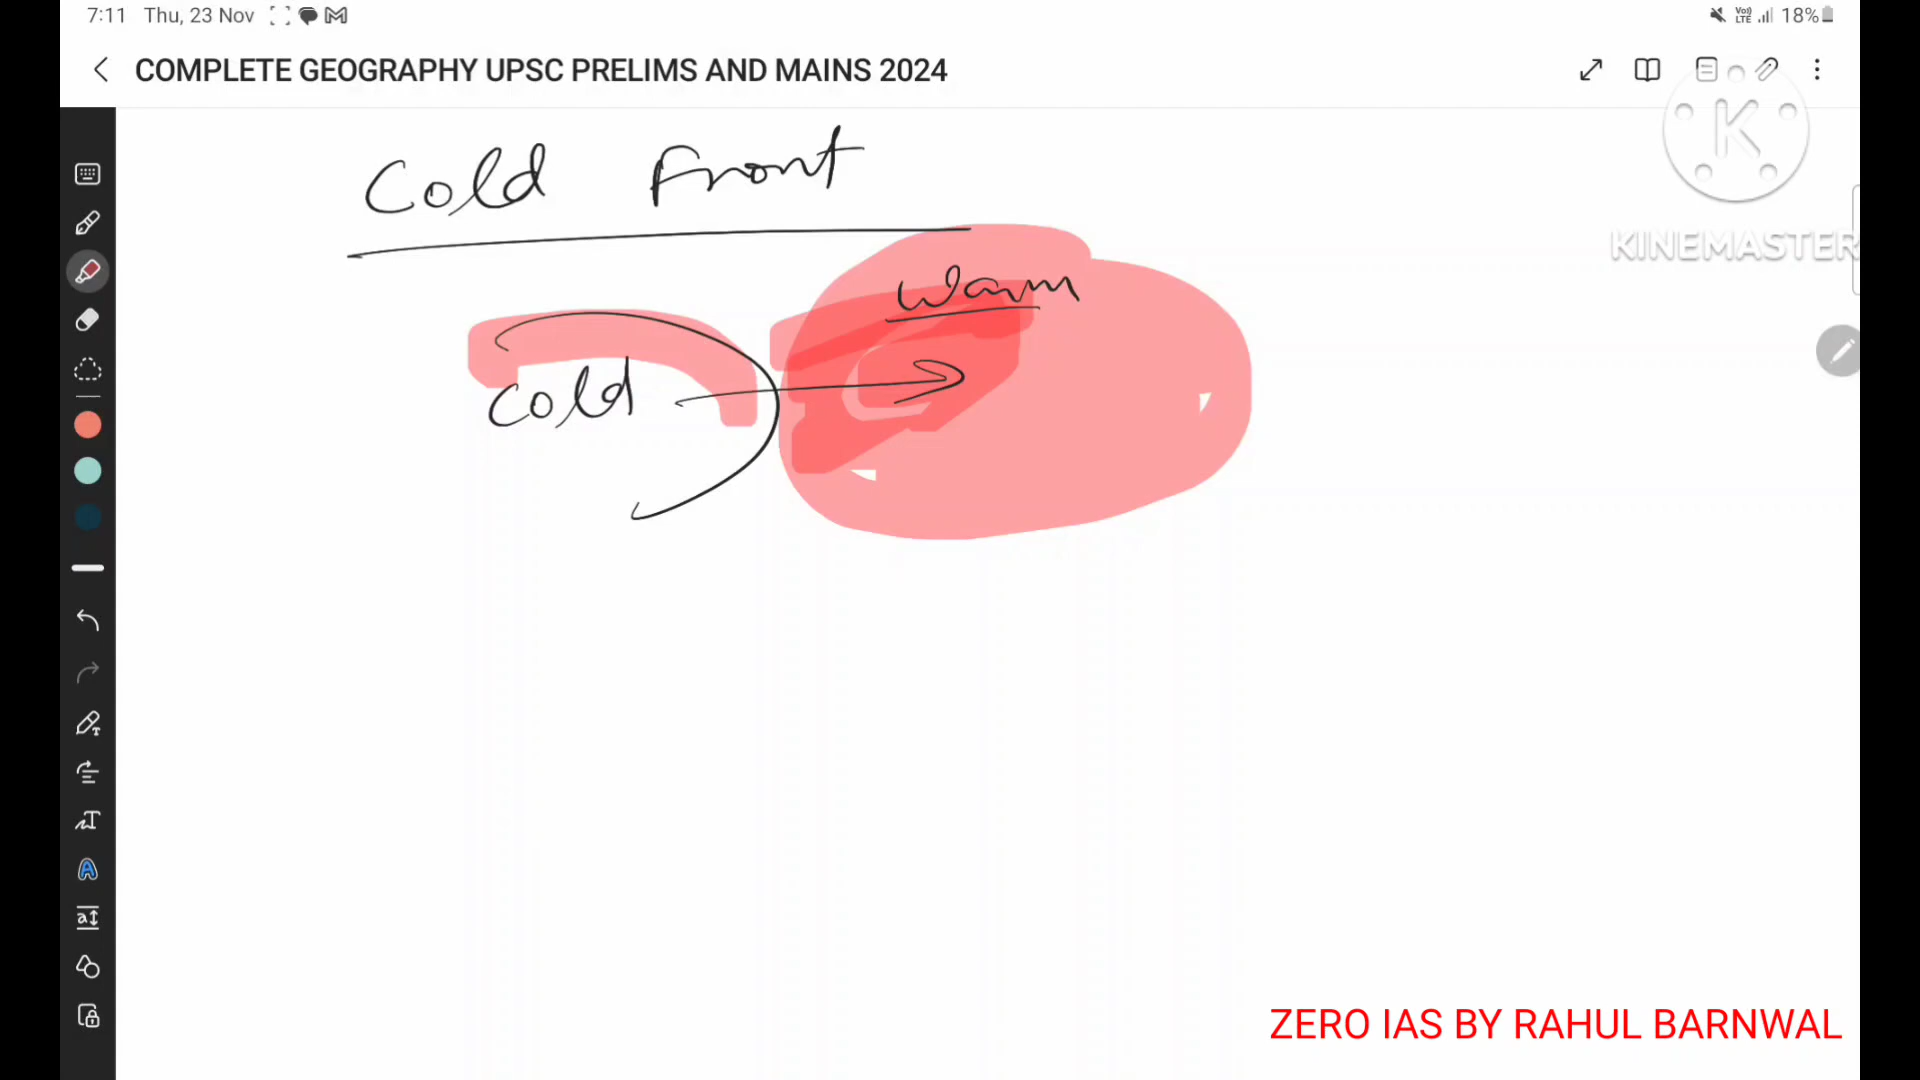 7:11 Thu, 23 Nov 18%
COMPLETE GEOGRAPHY UPSC PRELIMS AND MAINS 2024
K
KINEMASTER
Cold Front
Warm
Cold
ZERO IAS BY RAHUL BARNWAL